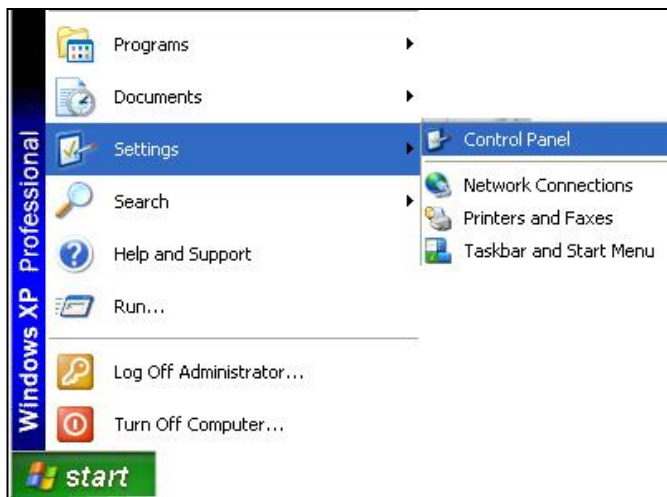 Programs
Documents
Settings
Control Panel
Search
Network Connections
Printers and Faxes
Help and Support
Taskbar and Start Menu
Run...
Log Off Administrator...
Turn Off Computer...
Windows XP Professional
start